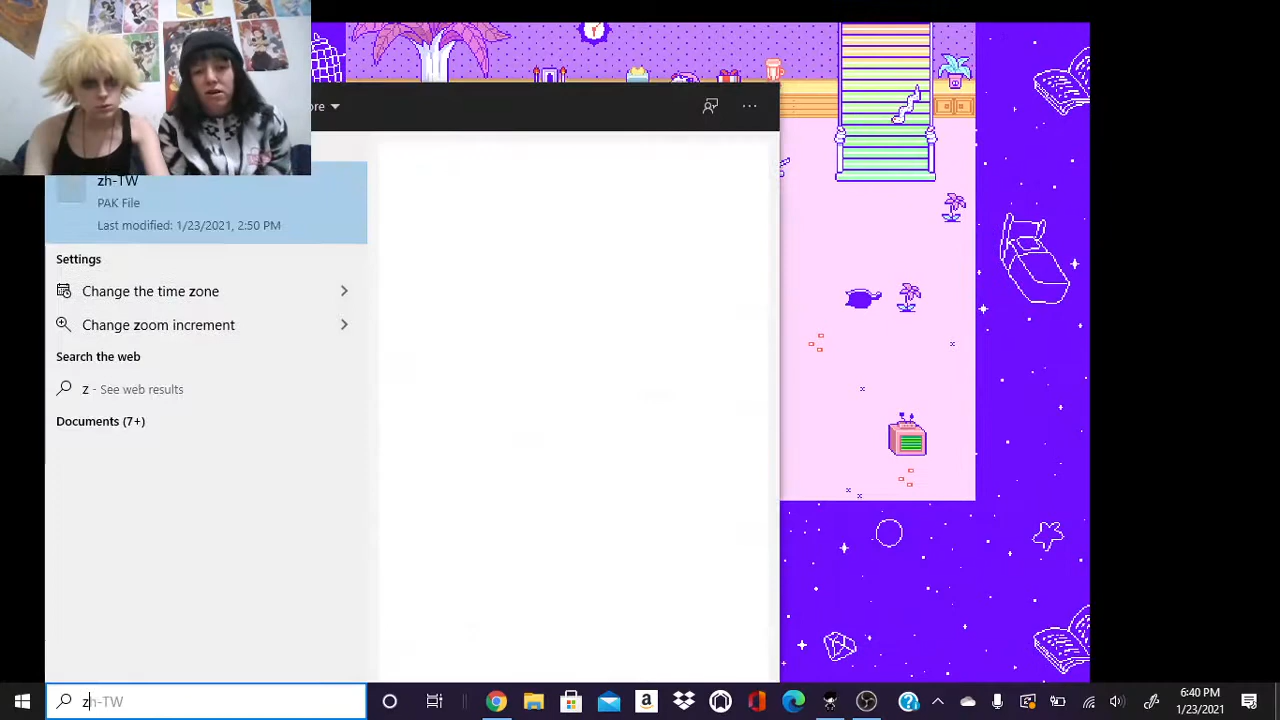 ore
zh-TW
PAK File
Last modified: 1/23/2021, 2:50 PM
Settings
Change the time zone
Change zoom increment
Search the web
z - See web results
Documents (7+)
zh-TW
6:40 PM
1/23/2021